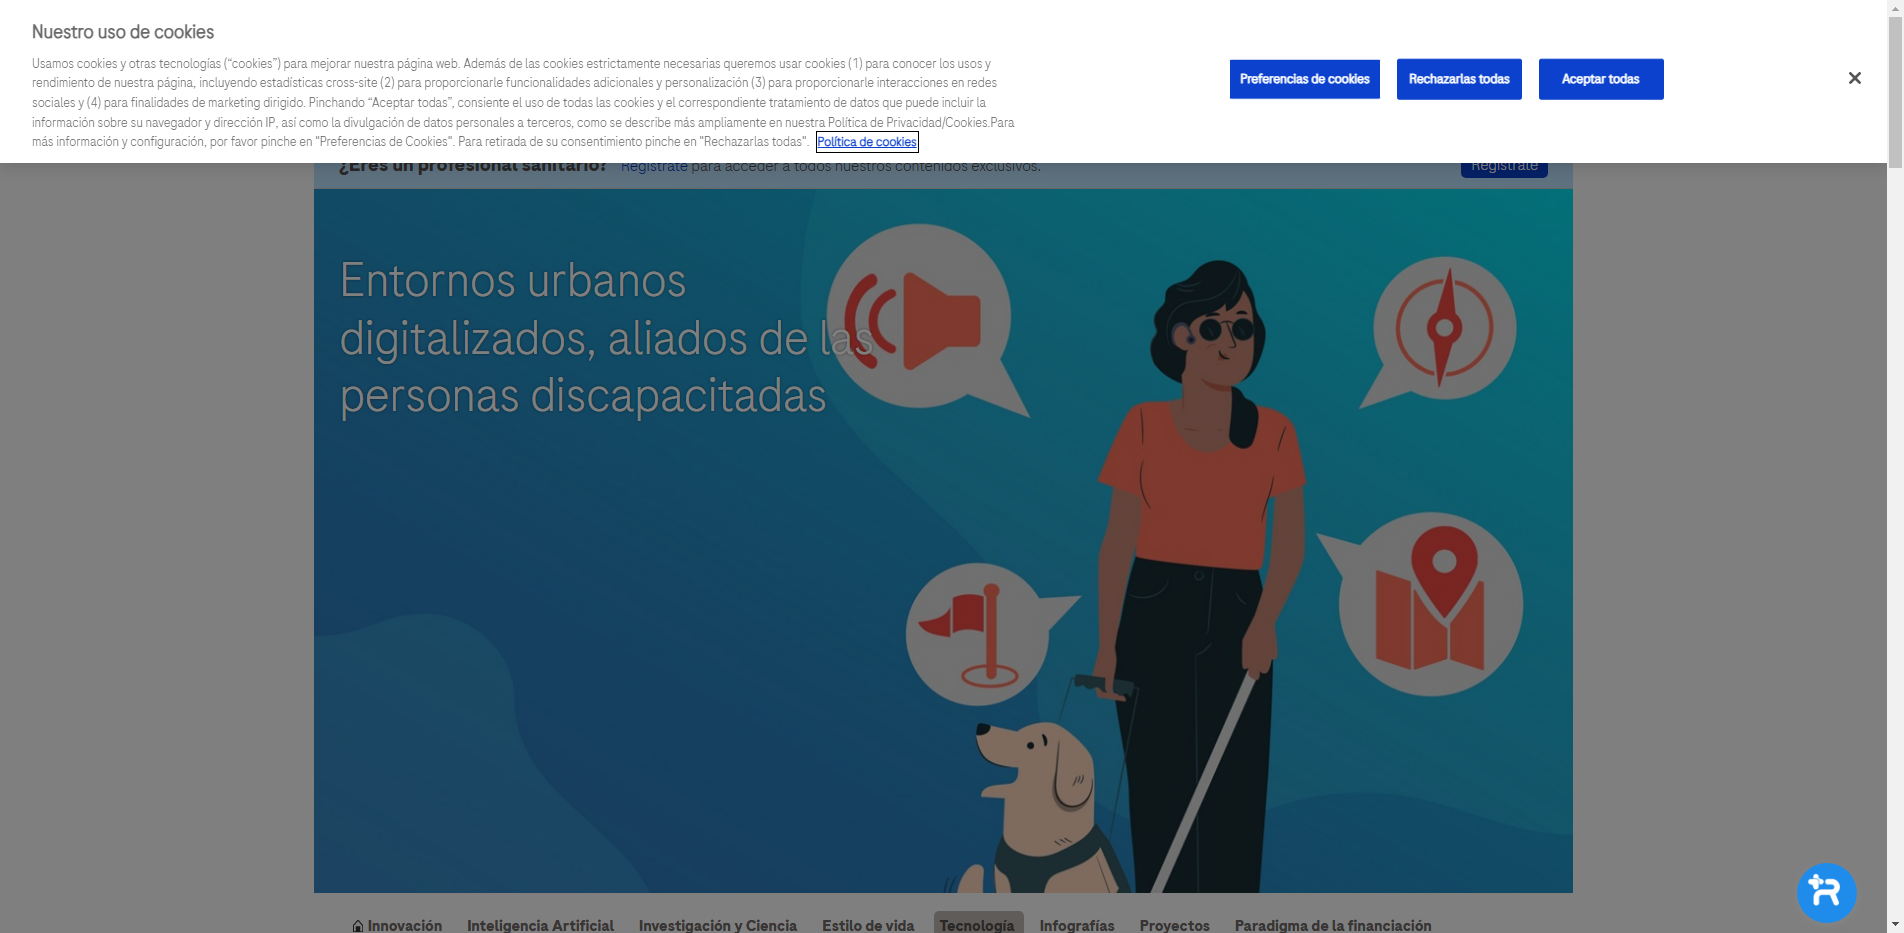 Nuestro uso de cookies
Usamos cookies y otras tecnologías (“cookies”) para mejorar nuestra página web. Además de las cookies estrictamente necesarias queremos usar cookies (1) para conocer los usos y
rendimiento de nuestra página, incluyendo estadísticas cross-site (2) para proporcionarle funcionalidades adicionales y personalización (3) para proporcionarle interacciones en redes
sociales y (4) para finalidades de marketing dirigido. Pinchando “Aceptar todas”, consiente el uso de todas las cookies y el correspondiente tratamiento de datos que puede incluir la
información sobre su navegador y dirección IP, así como la divulgación de datos personales a terceros, como se describe más ampliamente en nuestra Política de Privacidad/Cookies.Para
más información y configuración, por favor pinche en "Preferencias de Cookies". Para retirada de su consentimiento pinche en "Rechazarlas todas". Política de cookies
Preferencias de cookies
Rechazarlas todas
Aceptar todas
¿Eres un profesional sanitario? Regístrate para acceder a todos nuestros contenidos exclusivos.
Regístrate
Entornos urbanos
digitalizados, aliados de las
personas discapacitadas
Innovación Inteligencia Artificial Investigación y Ciencia Estilo de vida Tecnología Infografías Proyectos Paradigma de la financiación